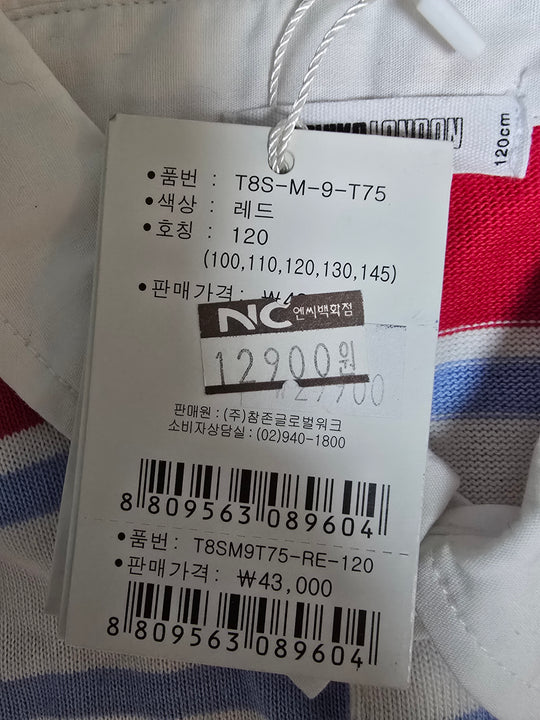 LONDON
120cm
•품번 : T8S-M-9-T75
•색상 : 레드
•호칭 : 120
(100,110,120,130,145)
•판매가격:
NC 엔씨백화점
12900원
₩29900
판매원 : (주)참존글로벌워크
소비자상담실 : (02)940-1800
8 809563 089604
•품번 : T8SM9T75-RE-120
•판매가격 : ₩43,000
8 809563 089604